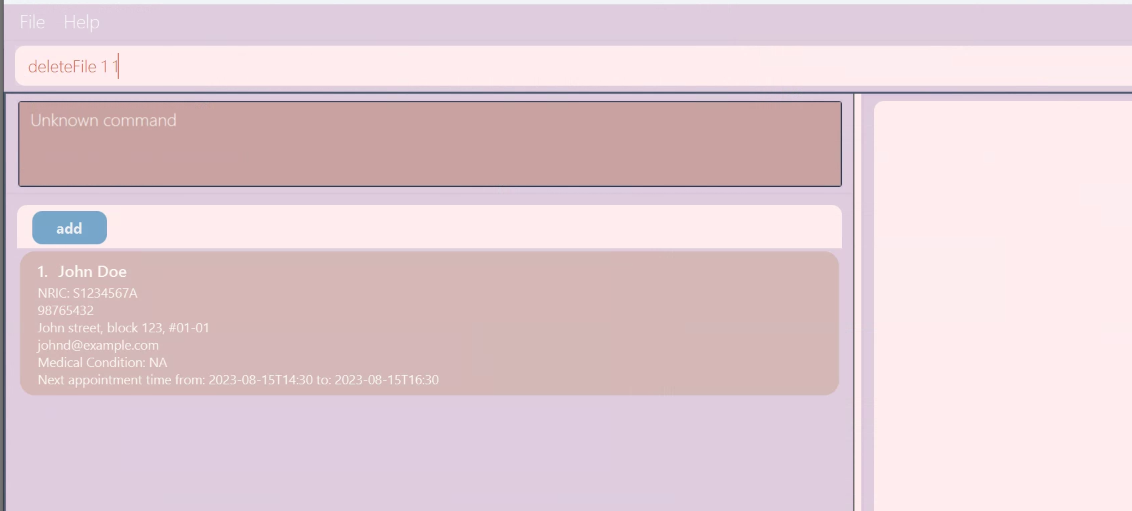 File Help
deleteFile 1 1
Unknown command
add
1. John Doe
NRIC: S1234567A
98765432
John street, block 123, #01-01
johnd@example.com
Medical Condition: NA
Next appointment time from: 2023-08-15T14:30 to: 2023-08-15T16:30